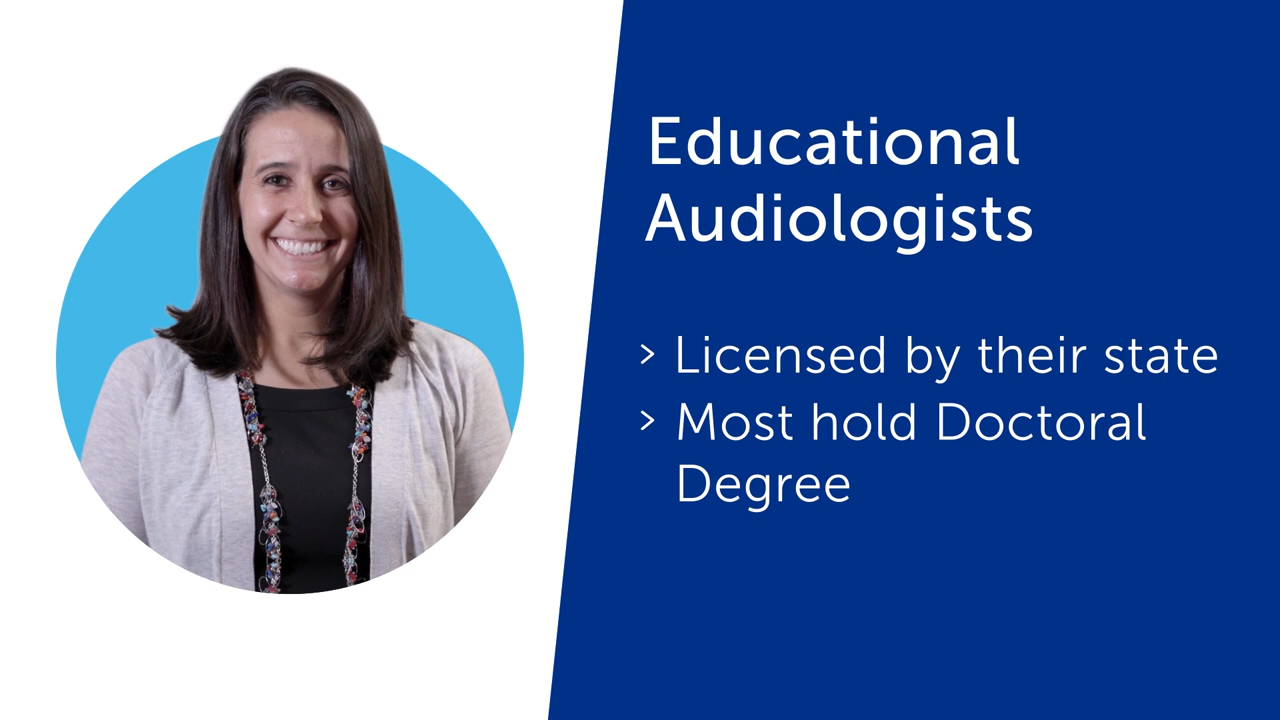 Educational
Audiologists
> Licensed by their state
> Most hold Doctoral
Degree